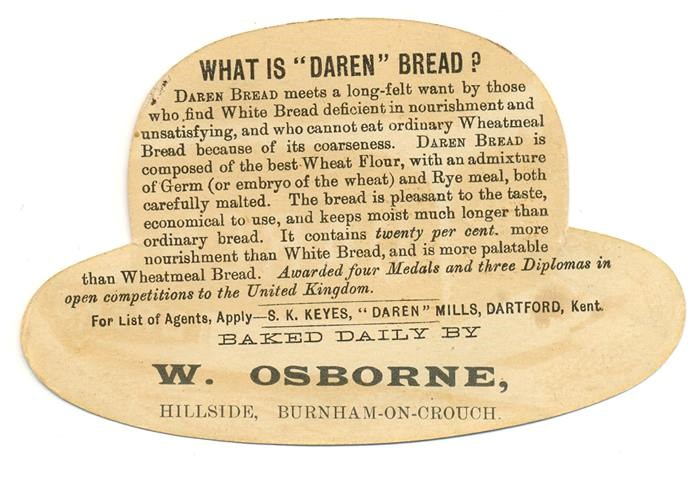 WHAT IS "DAREN" BREAD ?
DAREN BREAD meets a long-felt want by those
who find White Bread deficient in nourishment and
unsatisfying, and who cannot eat ordinary Wheatmeal
Bread because of its coarseness. DAREN BREAD is
composed of the best Wheat Flour, with an admixture
of Germ (or embryo of the wheat) and Rye meal, both
carefully malted. The bread is pleasant to the taste,
economical to use, and keeps moist much longer than
ordinary bread. It contains twenty per cent. more
nourishment than White Bread, and is more palatable
than Wheatmeal Bread. Awarded four Medals and three Diplomas in
open competitions to the United Kingdom.
For List of Agents, Apply—S. K. KEYES, "DAREN" MILLS, DARTFORD, Kent.
BAKED DAILY BY
W. OSBORNE,
HILLSIDE, BURNHAM-ON-CROUCH.